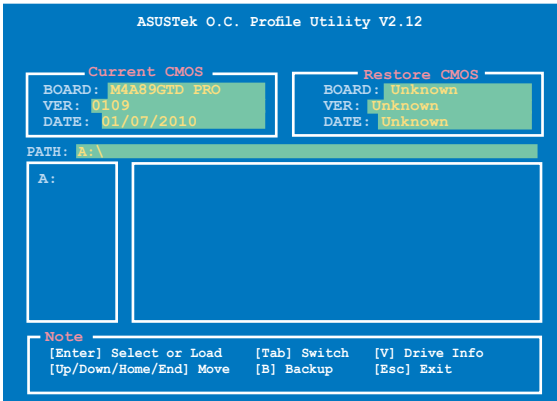 ASUSTek O.C. Profile Utility V2.12
Current CMOS
BOARD: M4A89GTD PRO
VER: 0109
DATE: 01/07/2010
Restore CMOS
BOARD: Unknown
VER: Unknown
DATE: Unknown
PATH: A:\
A:
Note
[Enter] Select or Load [Tab] Switch [V] Drive Info
[Up/Down/Home/End] Move [B] Backup [Esc] Exit